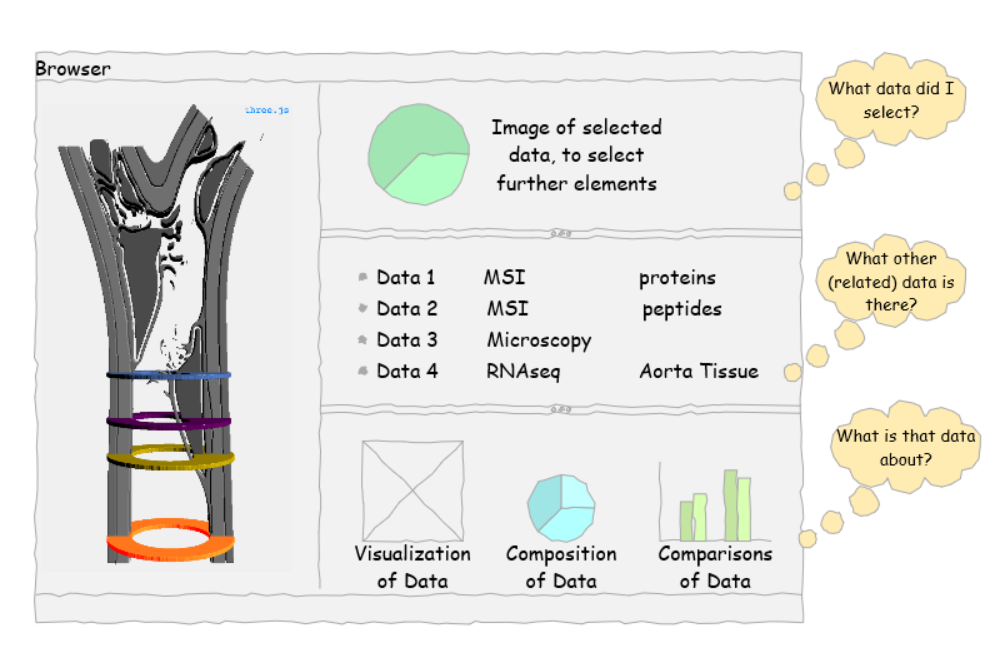 Browser
three.js
Image of selected
data, to select
further elements
Data 1 MSI proteins
Data 2 MSI peptides
Data 3 Microscopy
Data 4 RNAseq Aorta Tissue
Visualization
of Data
Composition
of Data
Comparisons
of Data
What data did I
select?
What other
(related) data is
there?
What is that data
about?